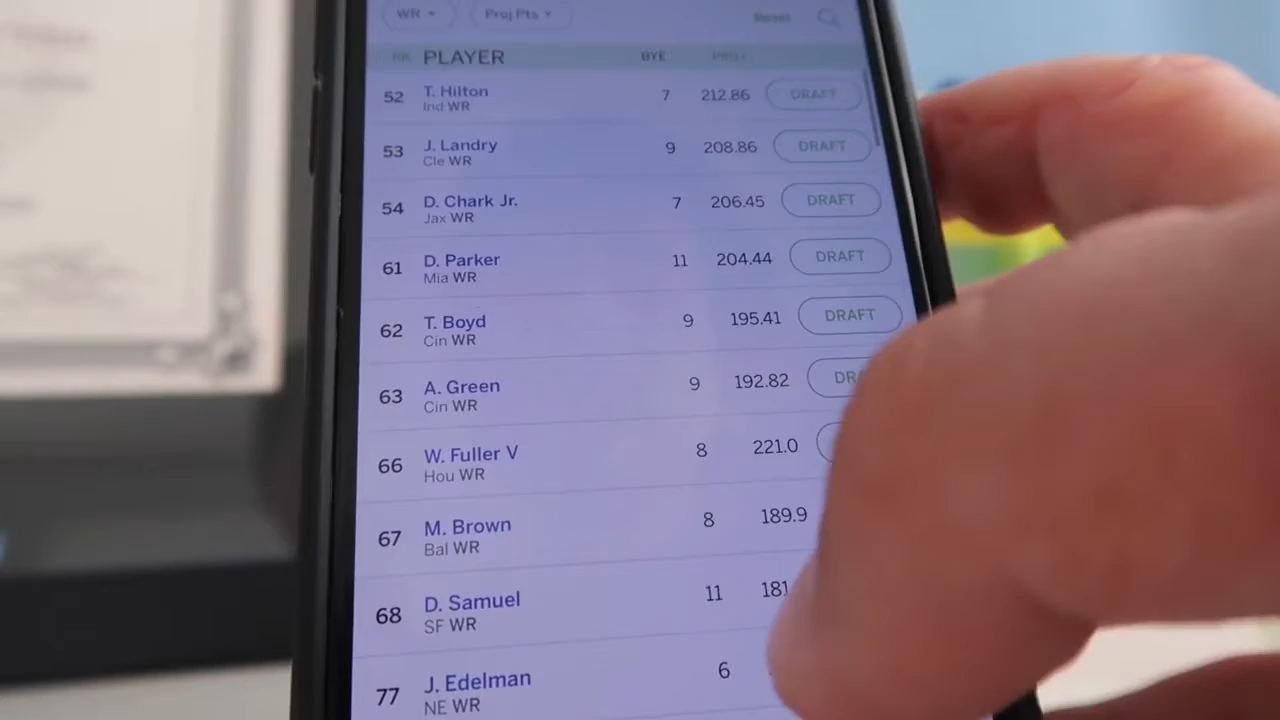 WR Proj Pts Reset
RK PLAYER BYE PROJ
52 T. Hilton 7 212.86 DRAFT
Ind WR
53 J. Landry 9 208.86 DRAFT
Cle WR
54 D. Chark Jr. 7 206.45 DRAFT
Jax WR
61 D. Parker 11 204.44 DRAFT
Mia WR
62 T. Boyd 9 195.41 DRAFT
Cin WR
63 A. Green 9 192.82 DR
Cin WR
66 W. Fuller V 8 221.0
Hou WR
67 M. Brown 8 189.9
Bal WR
68 D. Samuel 11 181
SF WR
77 J. Edelman 6
NE WR